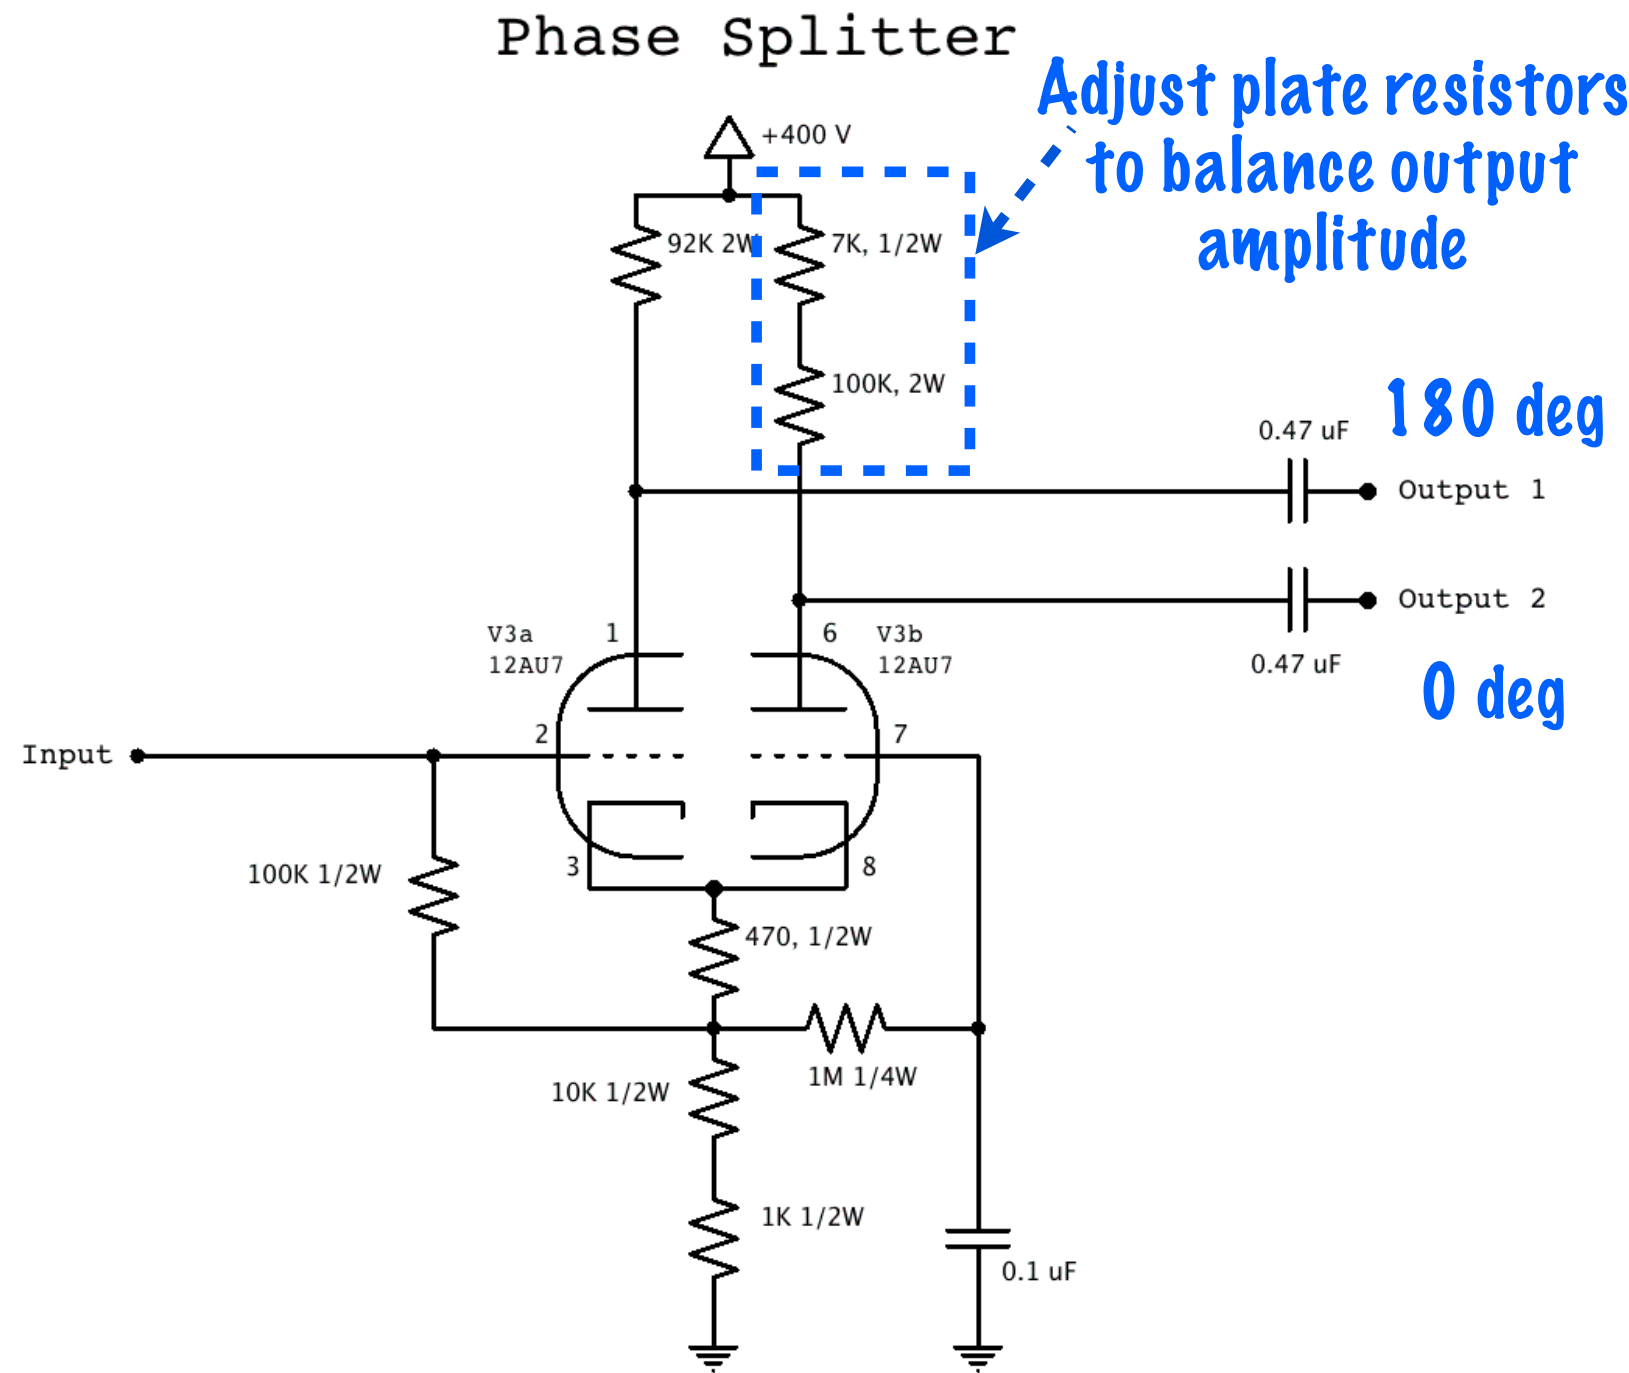 Phase Splitter
Adjust plate resistors
to balance output
amplitude
+400 V
92K 2W
7K, 1/2W
100K, 2W
180 deg
0.47 uF
Output 1
Output 2
0.47 uF
0 deg
V3a
12AU7
1
6
V3b
12AU7
2
7
Input
3
8
100K 1/2W
470, 1/2W
1M 1/4W
10K 1/2W
1K 1/2W
0.1 uF